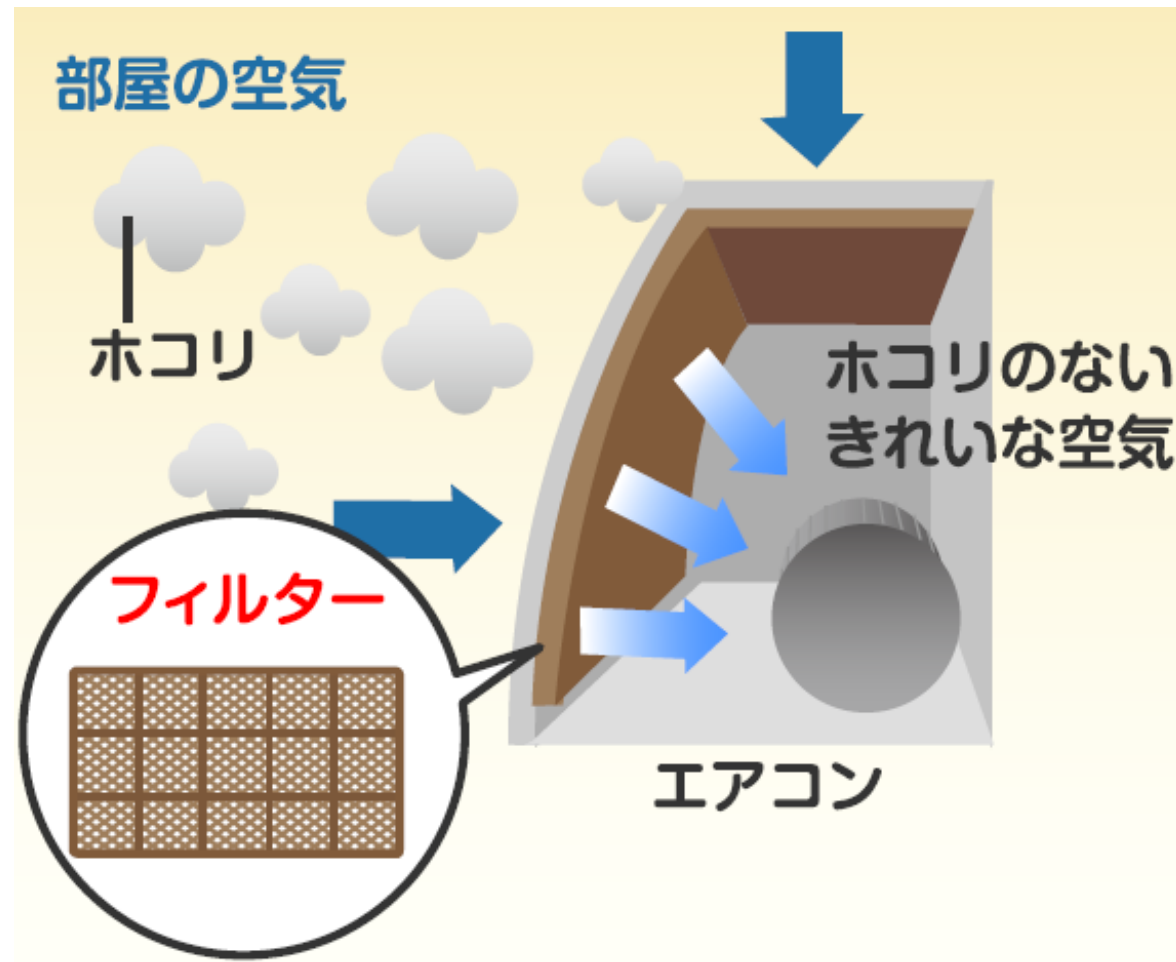 部屋の空気
ホコリ
ホコリのない
きれいな空気
フィルター
エアコン